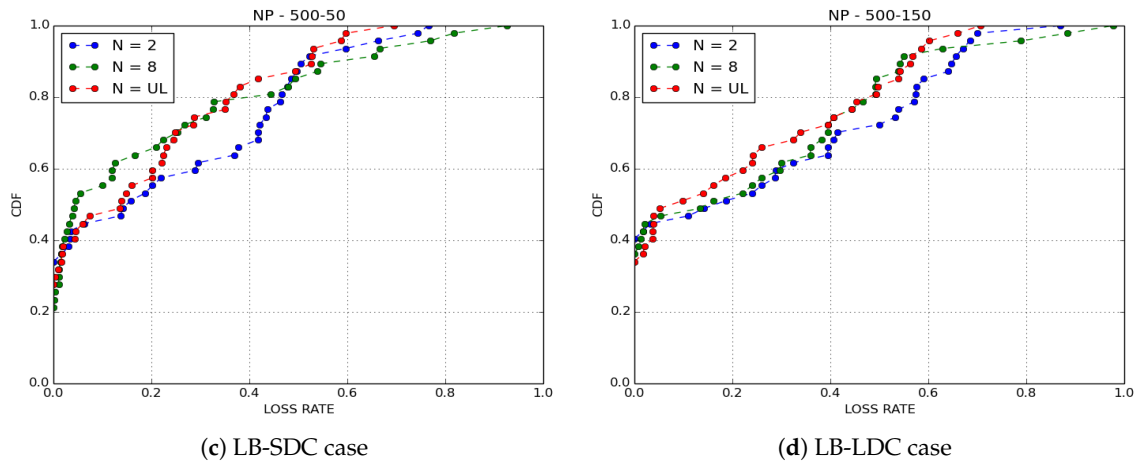 NP - 500-50
N = 2
N = 8
N = UL
1.0
0.8
0.6
0.4
0.2
0.0
CDF
0.0 0.2 0.4 0.6 0.8 1.0
LOSS RATE
(c) LB-SDC case
NP - 500-150
N = 2
N = 8
N = UL
1.0
0.8
0.6
0.4
0.2
0.0
CDF
0.0 0.2 0.4 0.6 0.8 1.0
LOSS RATE
(d) LB-LDC case